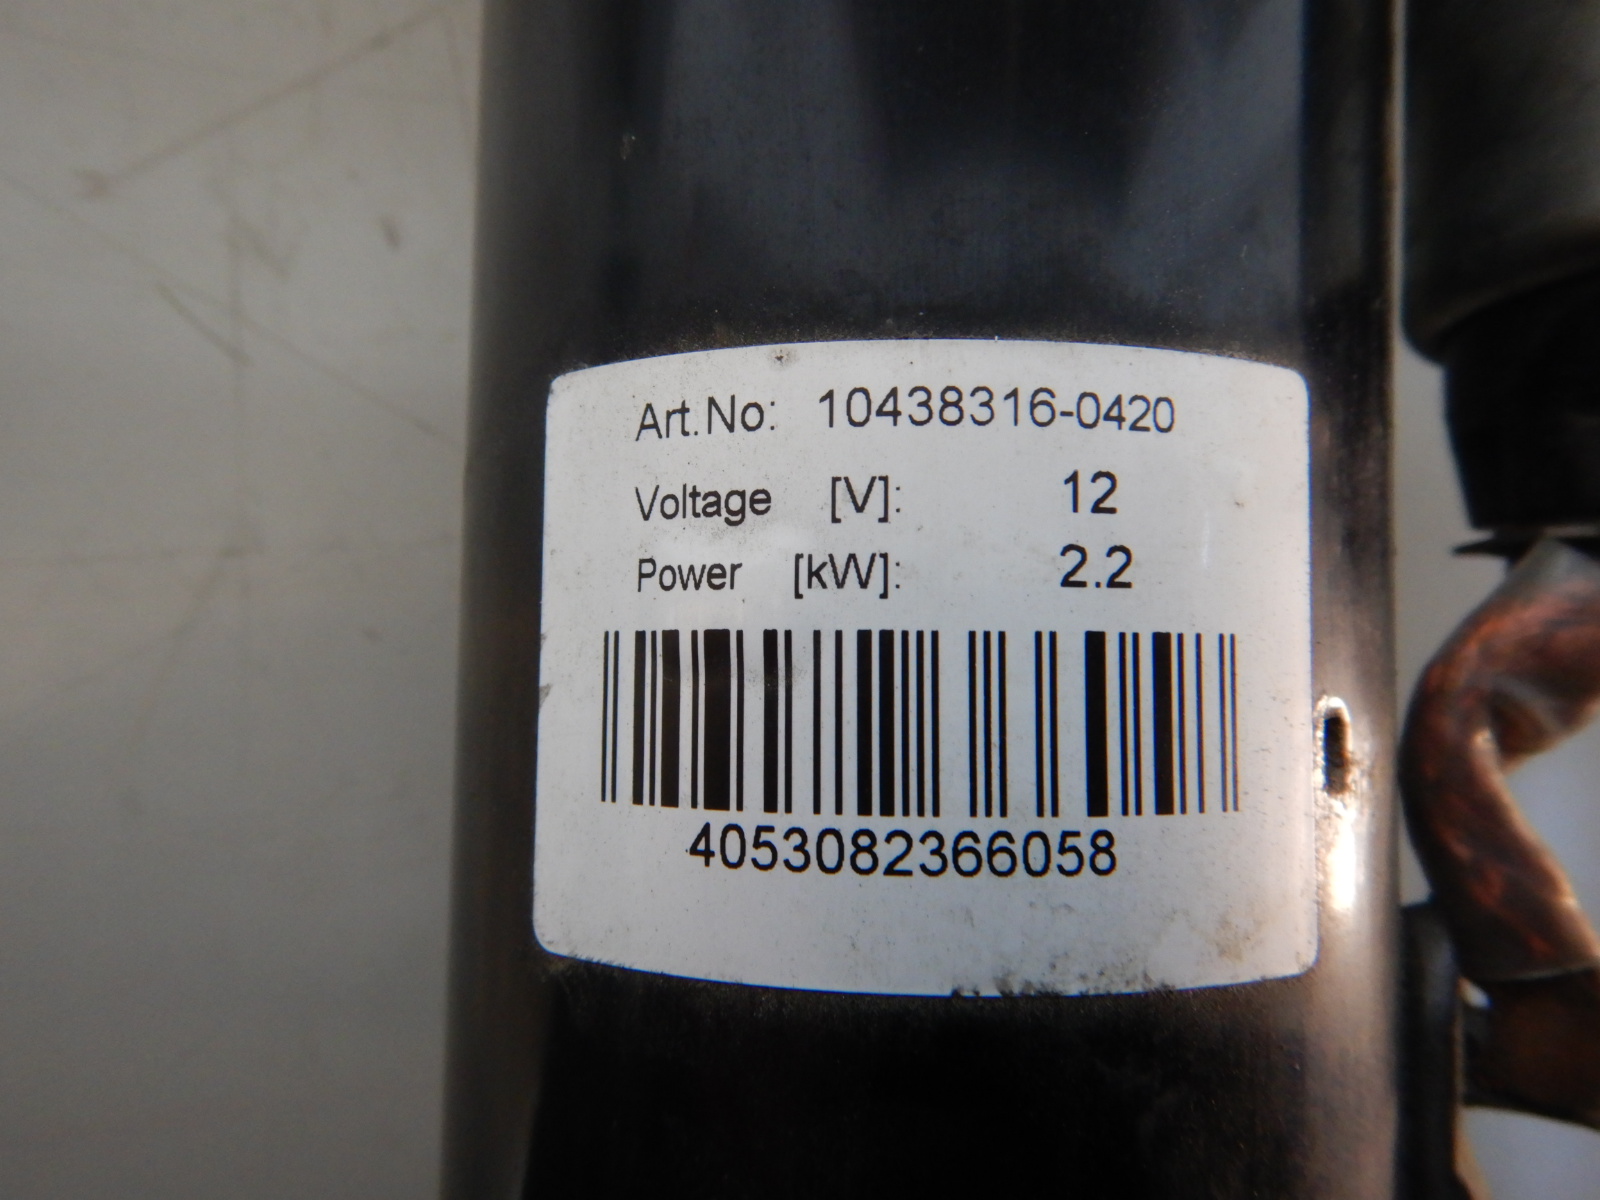 Art.No: 10438316-0420
Voltage [V]: 12
Power [kW]: 2.2
4053082366058